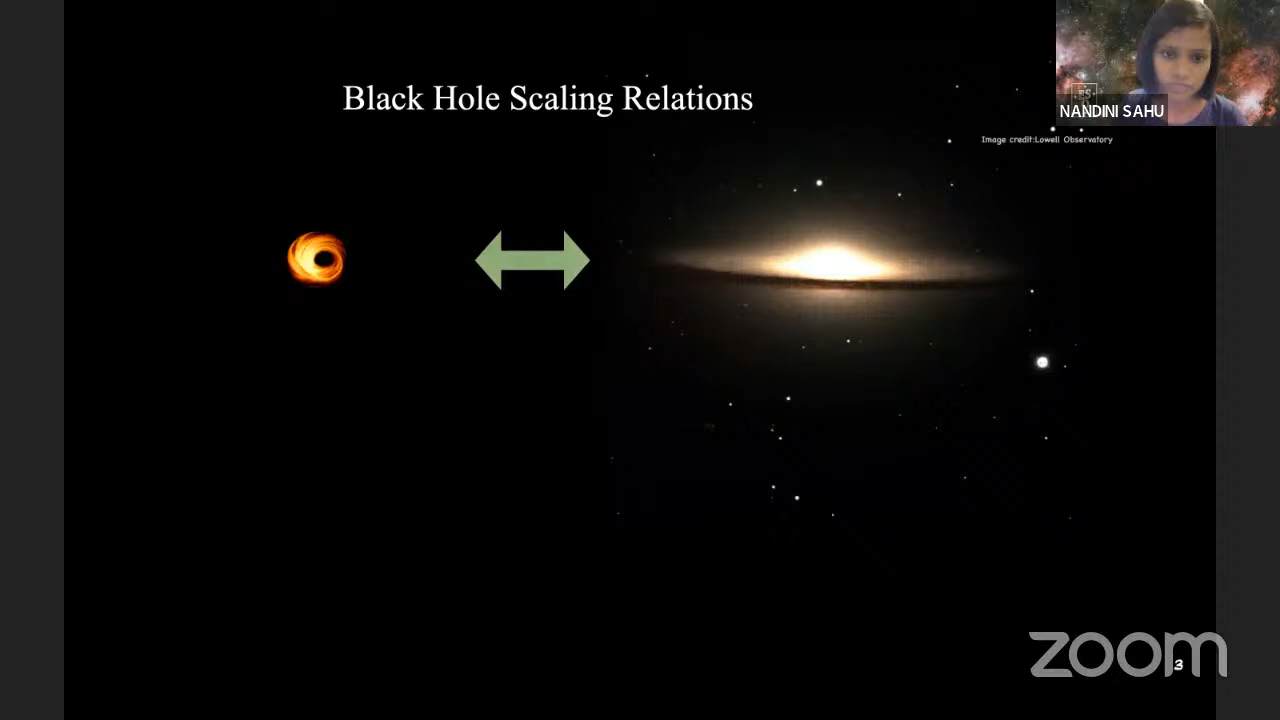 Black Hole Scaling Relations
NANDINI SAHU
Image credit:Lowell Observatory
zoom
3